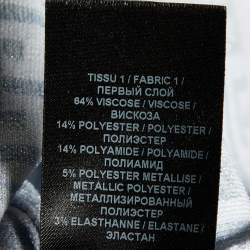 TISSU 1 / FABRIC 1 /
ПЕРВЫЙ СЛОЙ
64% VISCOSE / VISCOSE /
ВИСКОЗА
14% POLYESTER / POLYESTER /
ПОЛИЭСТЕР
14% POLYAMIDE / POLYAMIDE /
ПОЛИАМИД
5% POLYESTER METALLISE /
METALLIC POLYESTER /
МЕТАЛЛИЗИРОВАННЫЙ
ПОЛИЭСТЕР
3% ELASTHANNE / ELASTANE /
ЭЛАСТАН